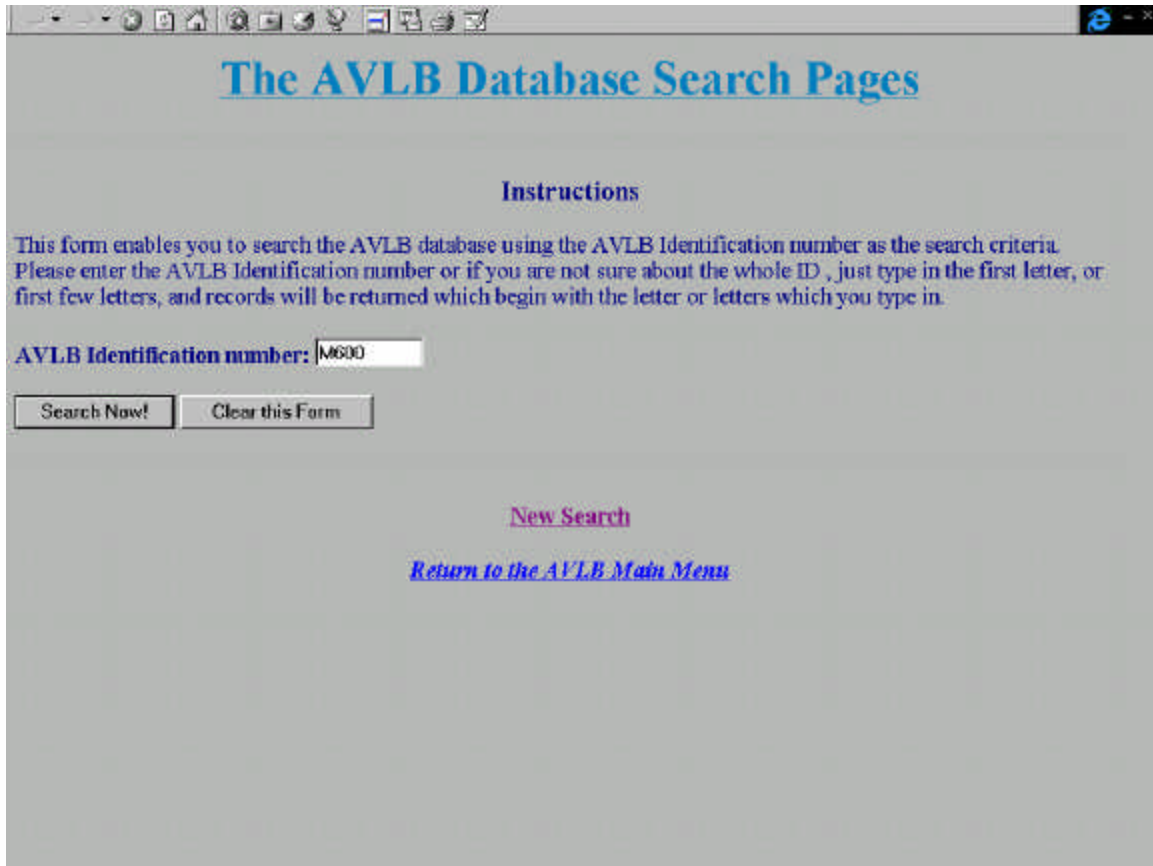 The AVLB Database Search Pages
Instructions
This form enables you to search the AVLB database using the AVLB Identification number as the search criteria.
Please enter the AVLB Identification number or if you are not sure about the whole ID , just type in the first letter, or
first few letters, and records will be returned which begin with the letter or letters which you type in.
AVLB Identification number: M600
Search Now! Clear this Form
New Search
Return to the AVLB Main Menu